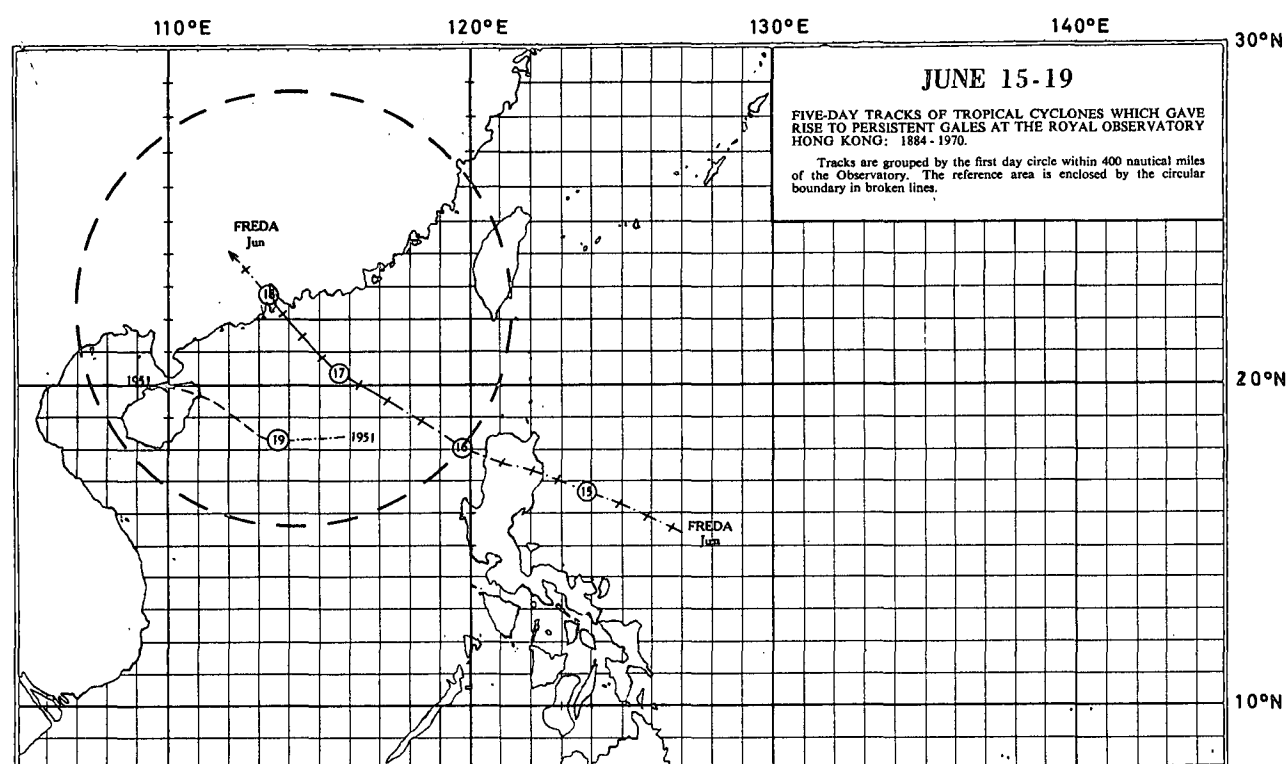 110°E 120°E 130°E 140°E
30°N
JUNE 15-19
FIVE-DAY TRACKS OF TROPICAL CYCLONES WHICH GAVE
RISE TO PERSISTENT GALES AT THE ROYAL OBSERVATORY
HONG KONG: 1884-1970.
Tracks are grouped by the first day circle within 400 nautical miles
of the Observatory. The reference area is enclosed by the circular
boundary in broken lines.
FREDA
Jun
18
17
1951
20°N
19
1951
16
15
FREDA
Jun
10°N